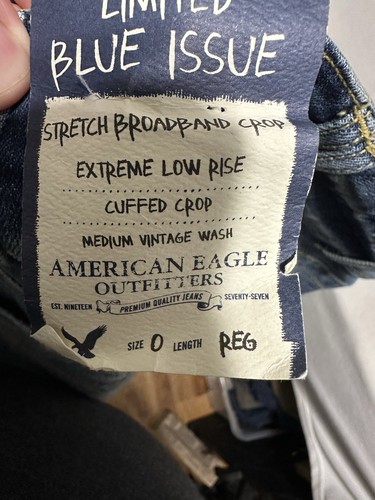 LIMITED
BLUE ISSUE
STRETCH BROADBAND CROP
EXTREME LOW RISE
CUFFED CROP
MEDIUM VINTAGE WASH
AMERICAN EAGLE
OUTFITTERS
EST. NINETEEN PREMIUM QUALITY JEANS SEVENTY-SEVEN
SIZE 0 LENGTH REG